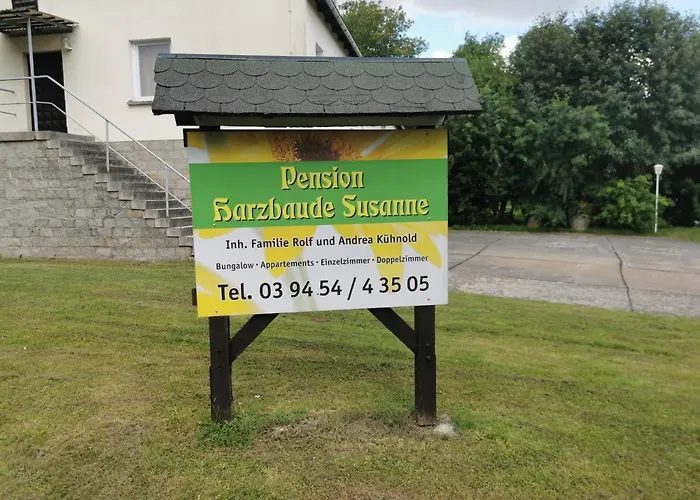 Pension
Harzbaude Susanne
Inh. Familie Rolf und Andrea Kühnold
Bungalow • Appartements • Einzelzimmer • Doppelzimmer
Tel. 03 94 54 / 4 35 05